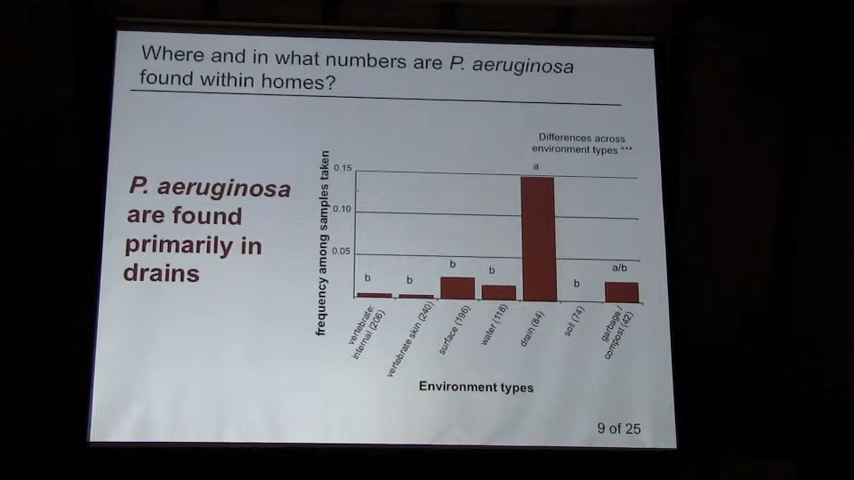 Where and in what numbers are P. aeruginosa
found within homes?
P. aeruginosa
are found
primarily in
drains
Differences across
environment types ***
frequency among samples taken
0.15
0.10
0.05
b
b
b
b
a
b
a/b
vertebrate:
internal (206)
vertebrate skin (240)
surface (196)
water (118)
drain (84)
soil (74)
garbage /
compost (42)
Environment types
9 of 25